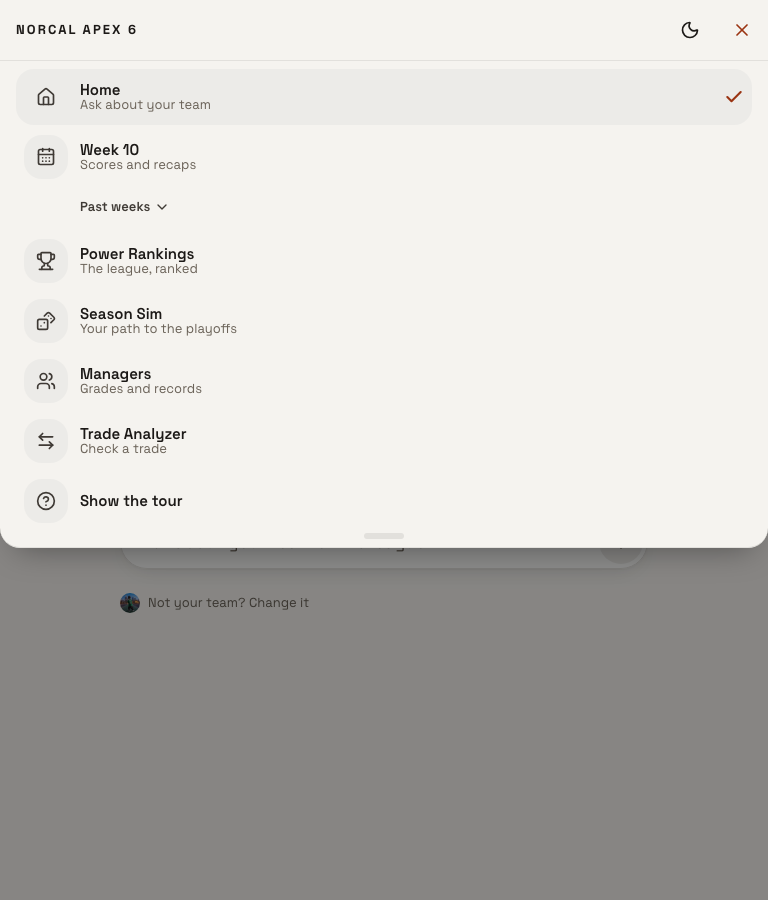 NORCAL APEX 6
Home
Ask about your team
Week 10
Scores and recaps
Past weeks
Power Rankings
The league, ranked
Season Sim
Your path to the playoffs
Managers
Grades and records
Trade Analyzer
Check a trade
Show the tour
Not your team? Change it